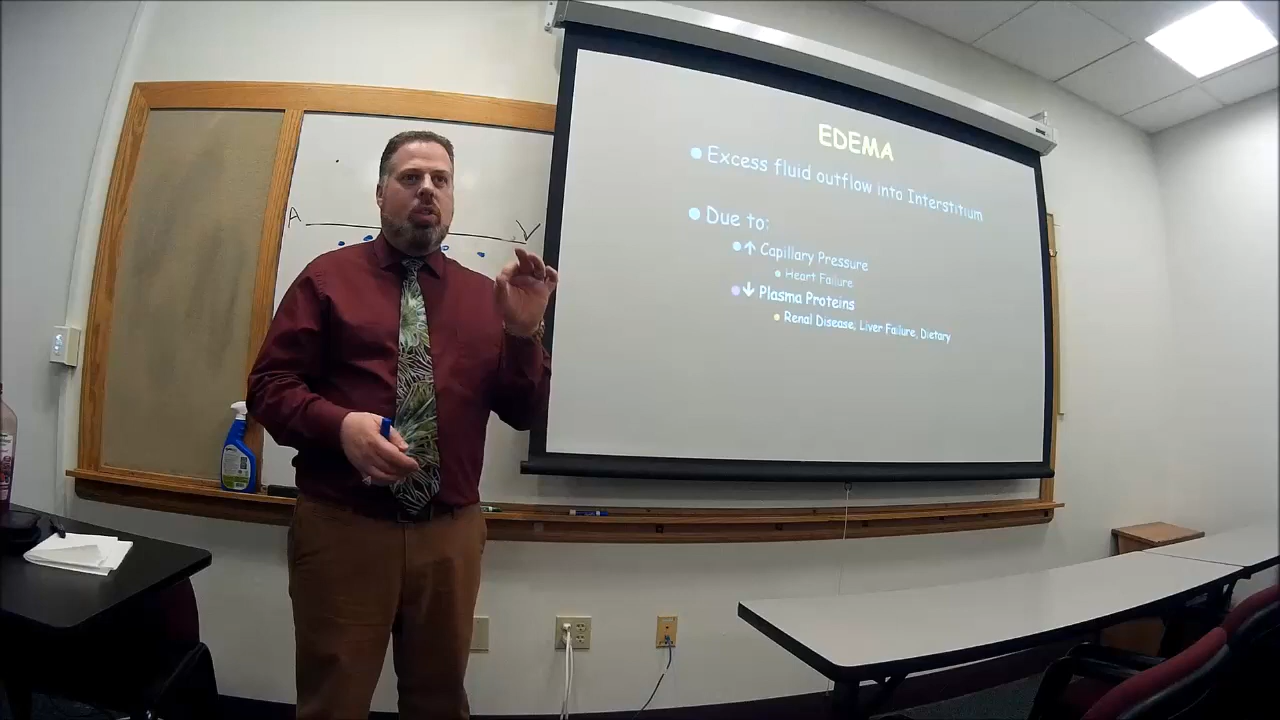 A
V
EDEMA
Excess fluid outflow into Interstitium
Due to:
↑ Capillary Pressure
Heart Failure
↓ Plasma Proteins
Renal Disease, Liver Failure, Dietary